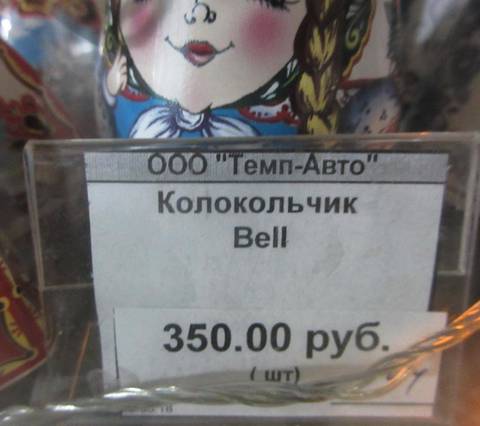 ООО "Темп-Авто"
Колокольчик
Bell
350.00 руб.
( шт)